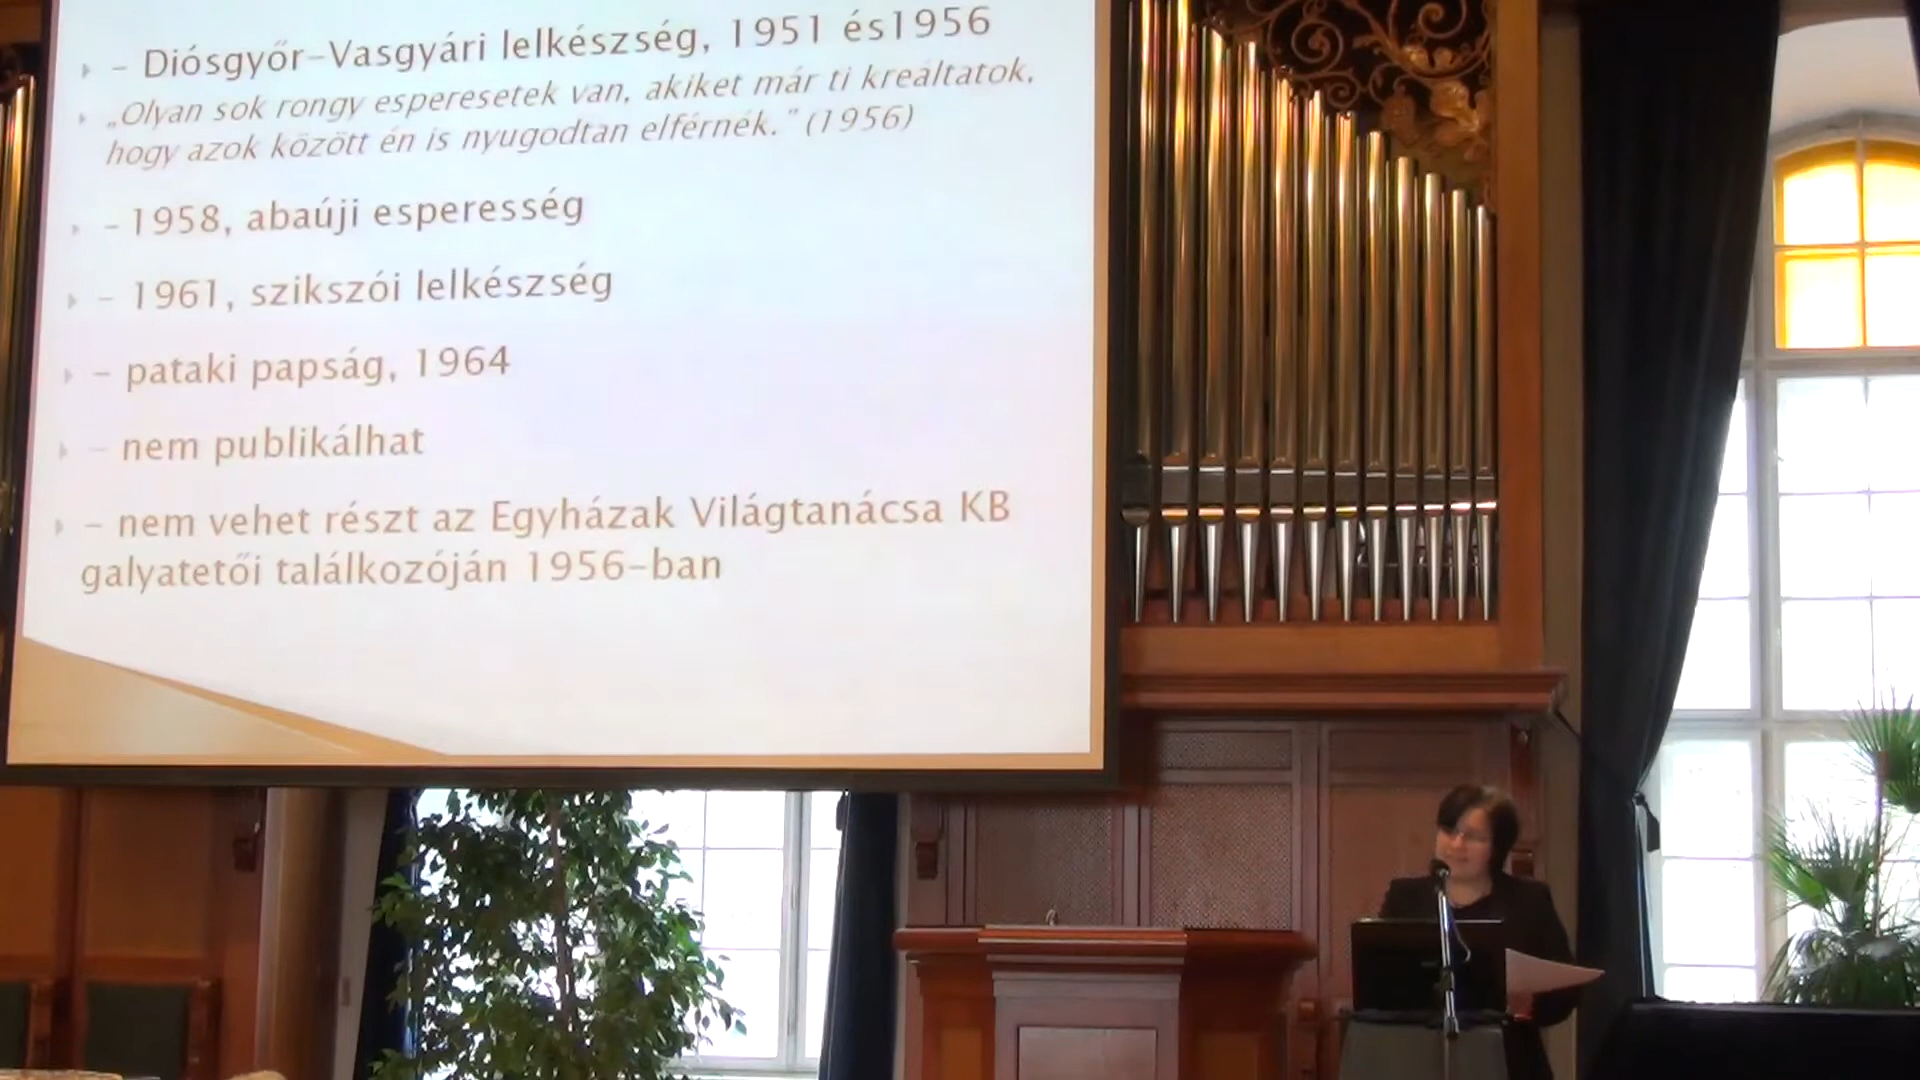 – Diósgyőr-Vasgyári lelkészség, 1951 és1956
„Olyan sok rongy esperesetek van, akiket már ti kreáltatok,
hogy azok között én is nyugodtan elférnék." (1956)
– 1958, abaúji esperesség
– 1961, szikszói lelkészség
– pataki papság, 1964
– nem publikálhat
– nem vehet részt az Egyházak Világtanácsa KB
galyatetői találkozóján 1956-ban